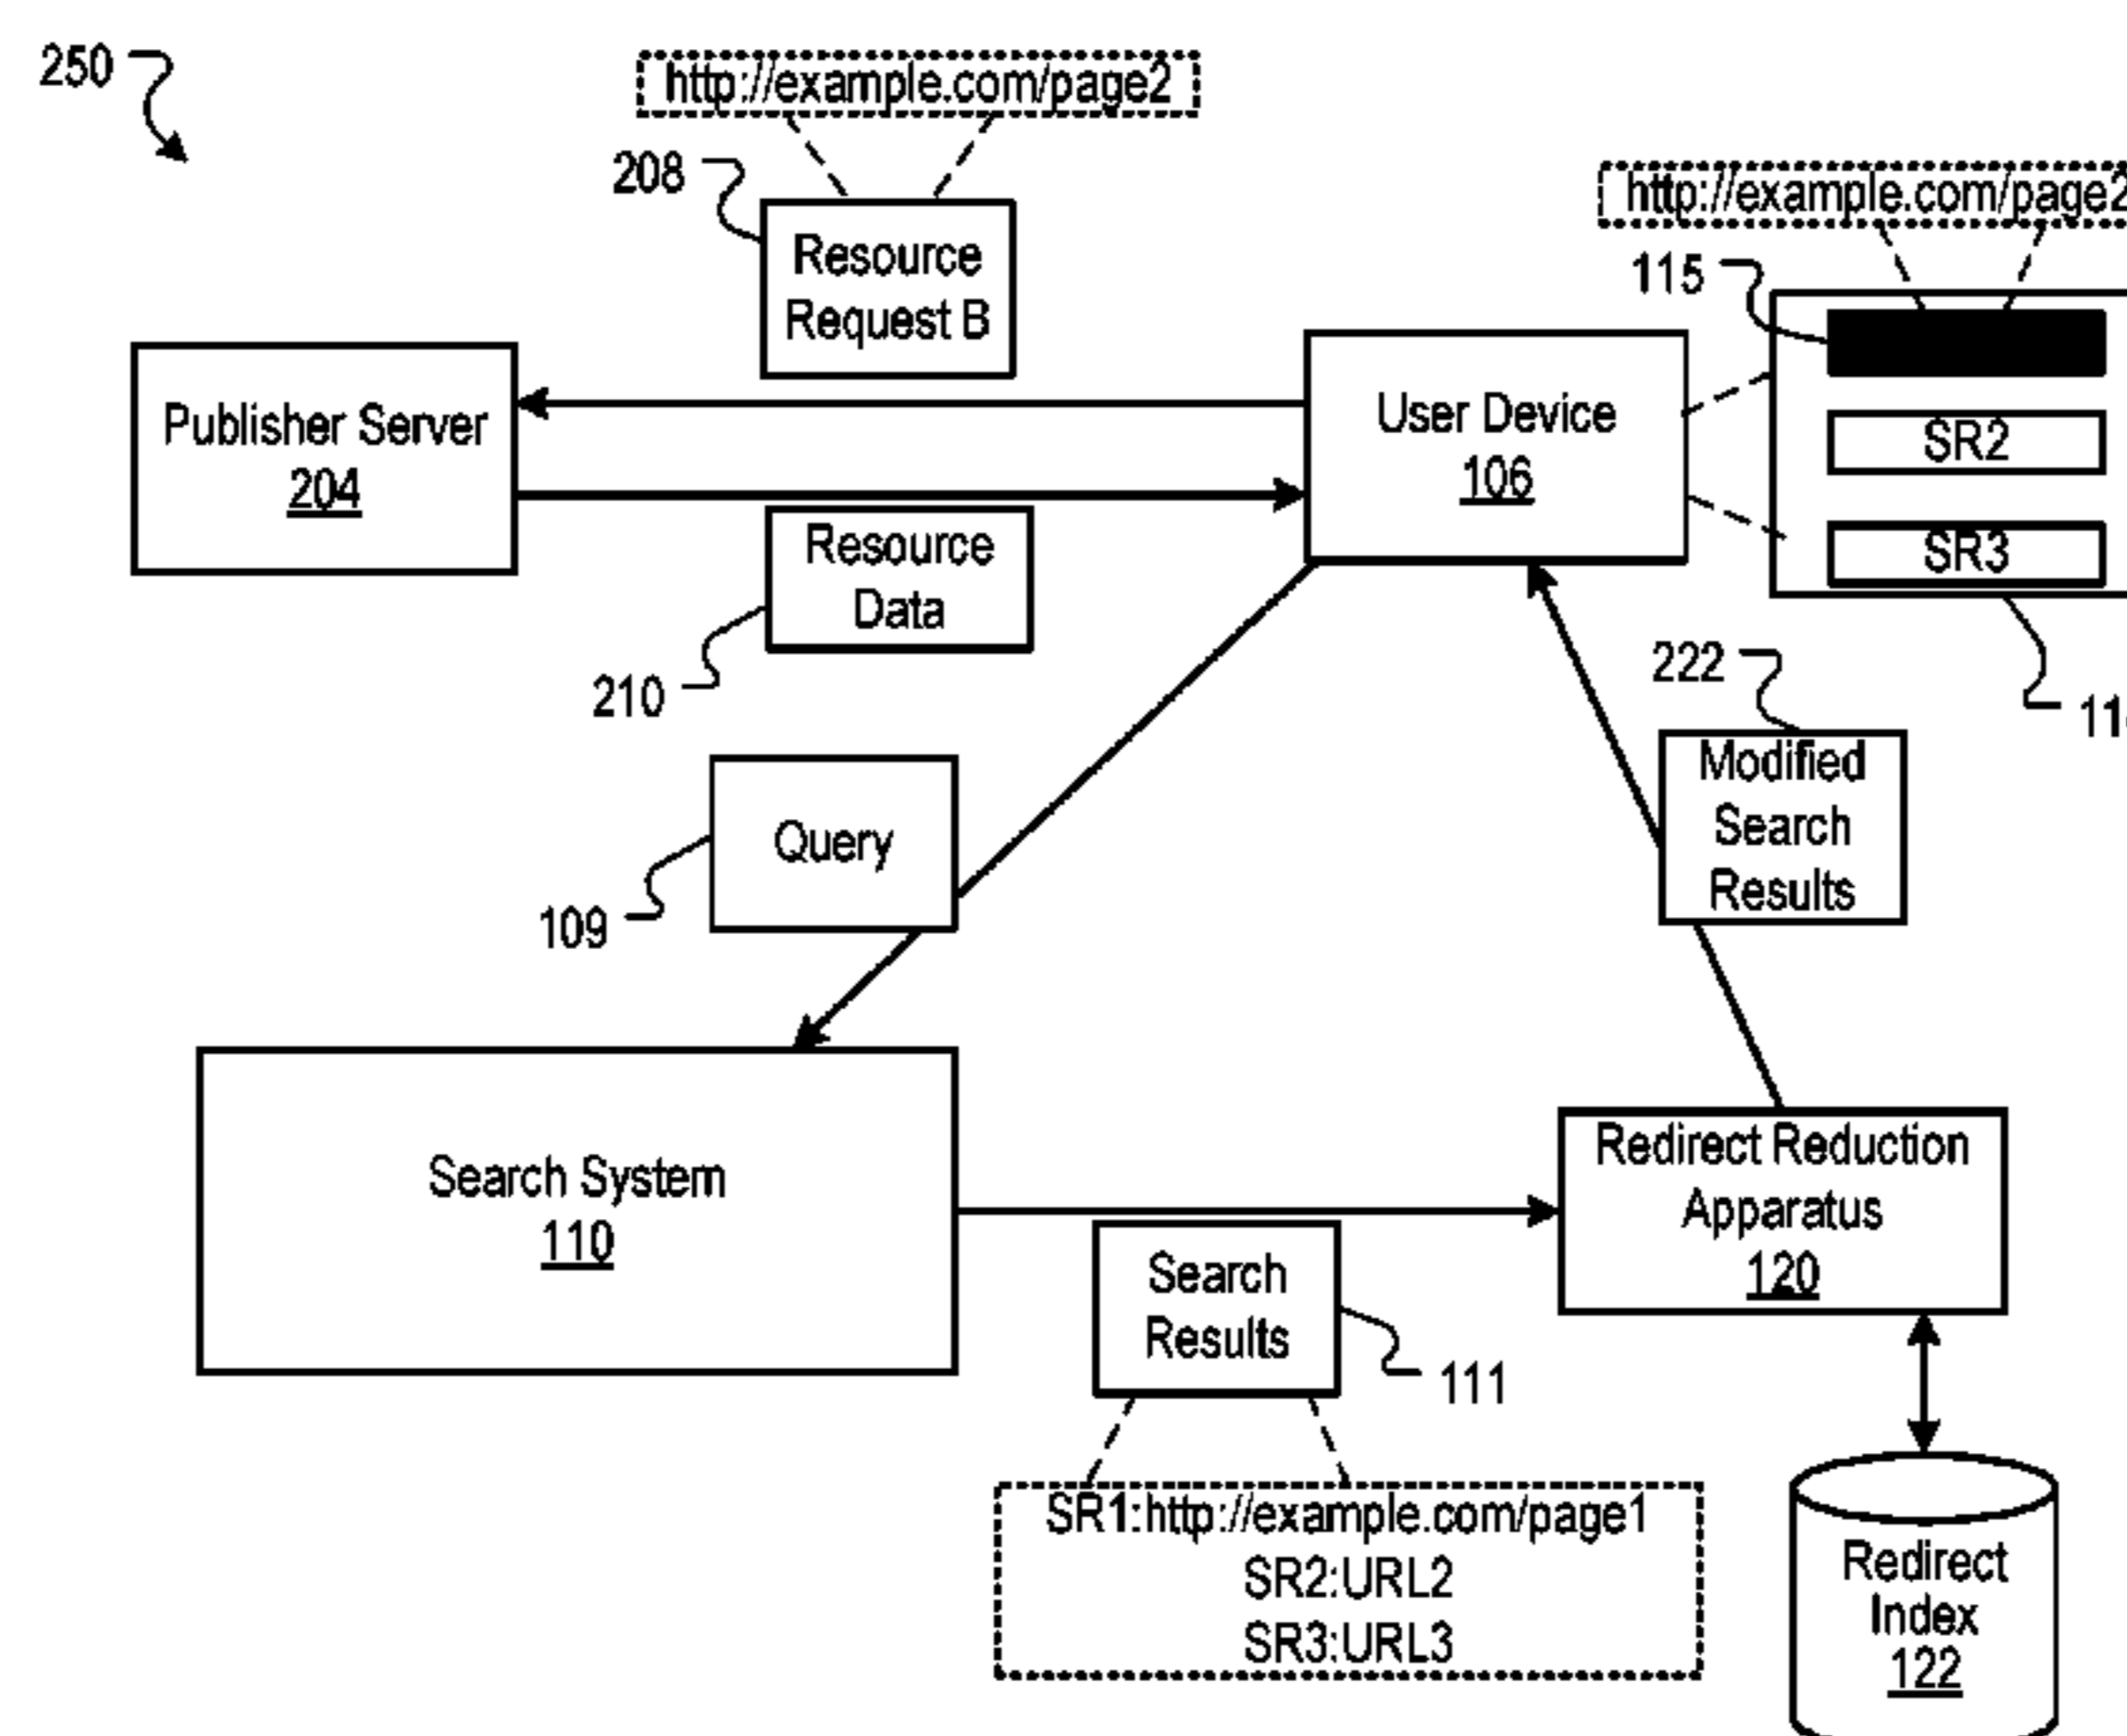 250
http://example.com/page2
208
Resource
Request B
http://example.com/page2
115
Publisher Server
204
User Device
106
SR2
SR3
Resource
Data
210
222
Modified
Search
Results
Query
109
Search System
110
Redirect Reduction
Apparatus
120
Search
Results
111
SR1:http://example.com/page1
SR2:URL2
SR3:URL3
Redirect
Index
122